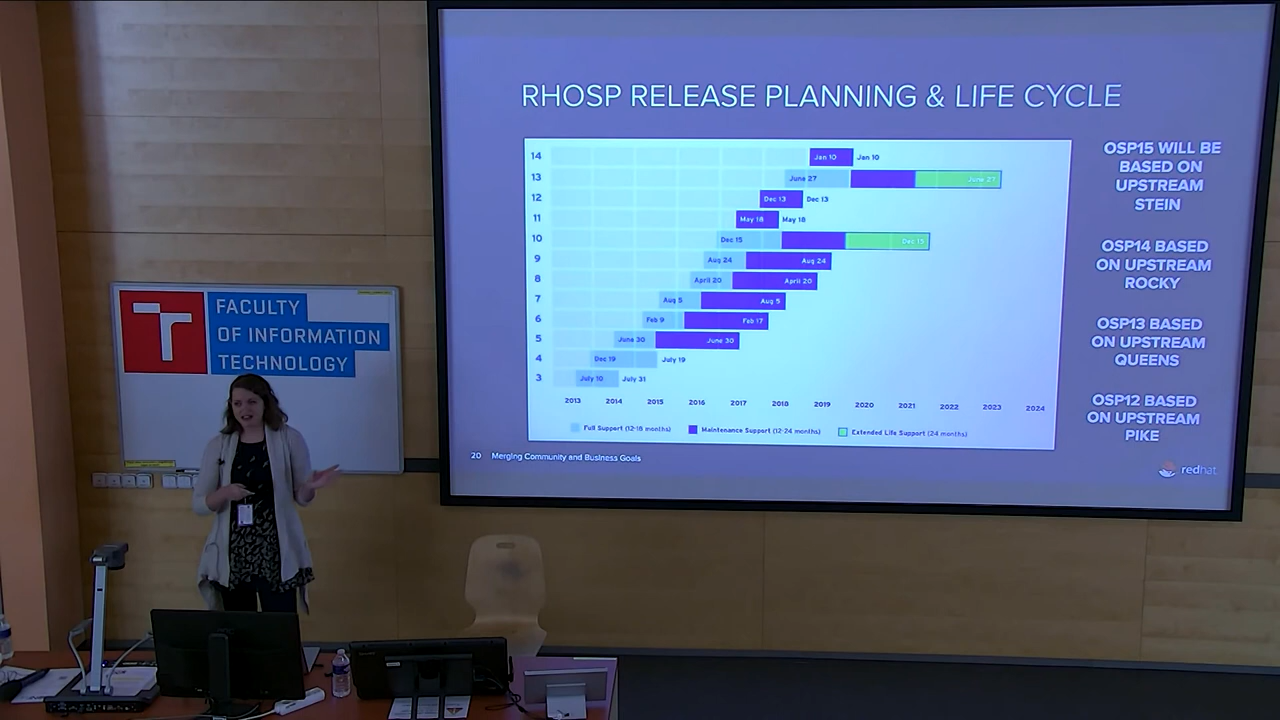 RHOSP RELEASE PLANNING & LIFE CYCLE
14 Jan 10 Jan 10
13 June 27 June 27
12 Dec 13 Dec 13
11 May 18 May 18
10 Dec 15 Dec 15
9 Aug 24 Aug 24
8 April 20 April 20
7 Aug 5 Aug 5
6 Feb 9 Feb 17
5 June 30 June 30
4 Dec 19 July 19
3 July 10 July 31
2013 2014 2015 2016 2017 2018 2019 2020 2021 2022 2023 2024
Full Support (12-18 months) Maintenance Support (12-24 months) Extended Life Support (24 months)
OSP15 WILL BE
BASED ON
UPSTREAM
STEIN
OSP14 BASED
ON UPSTREAM
ROCKY
OSP13 BASED
ON UPSTREAM
QUEENS
OSP12 BASED
ON UPSTREAM
PIKE
20 Merging Community and Business Goals
redhat
T
FACULTY
OF INFORMATION
TECHNOLOGY